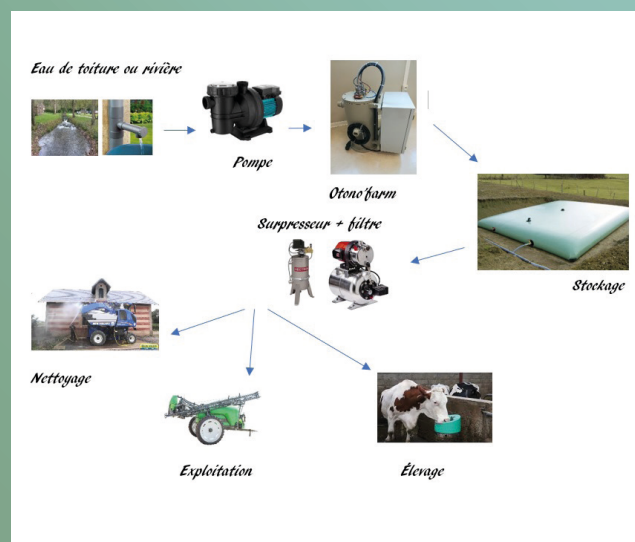 Eau de toiture ou rivière
Pompe
Otono'farm
Surpresseur + filtre
Stockage
Nettoyage
Exploitation
Élevage